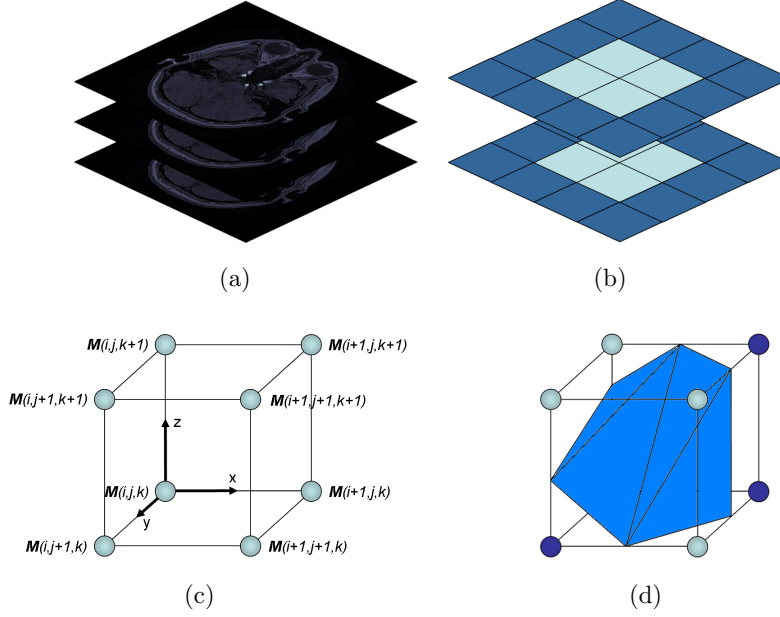 (a)
(b)
M(i,j,k+1)
M(i+1,j,k+1)
M(i,j+1,k+1)
M(i+1,j+1,k+1)
z
M(i,j,k)
x
M(i+1,j,k)
y
M(i,j+1,k)
M(i+1,j+1,k)
(c)
(d)